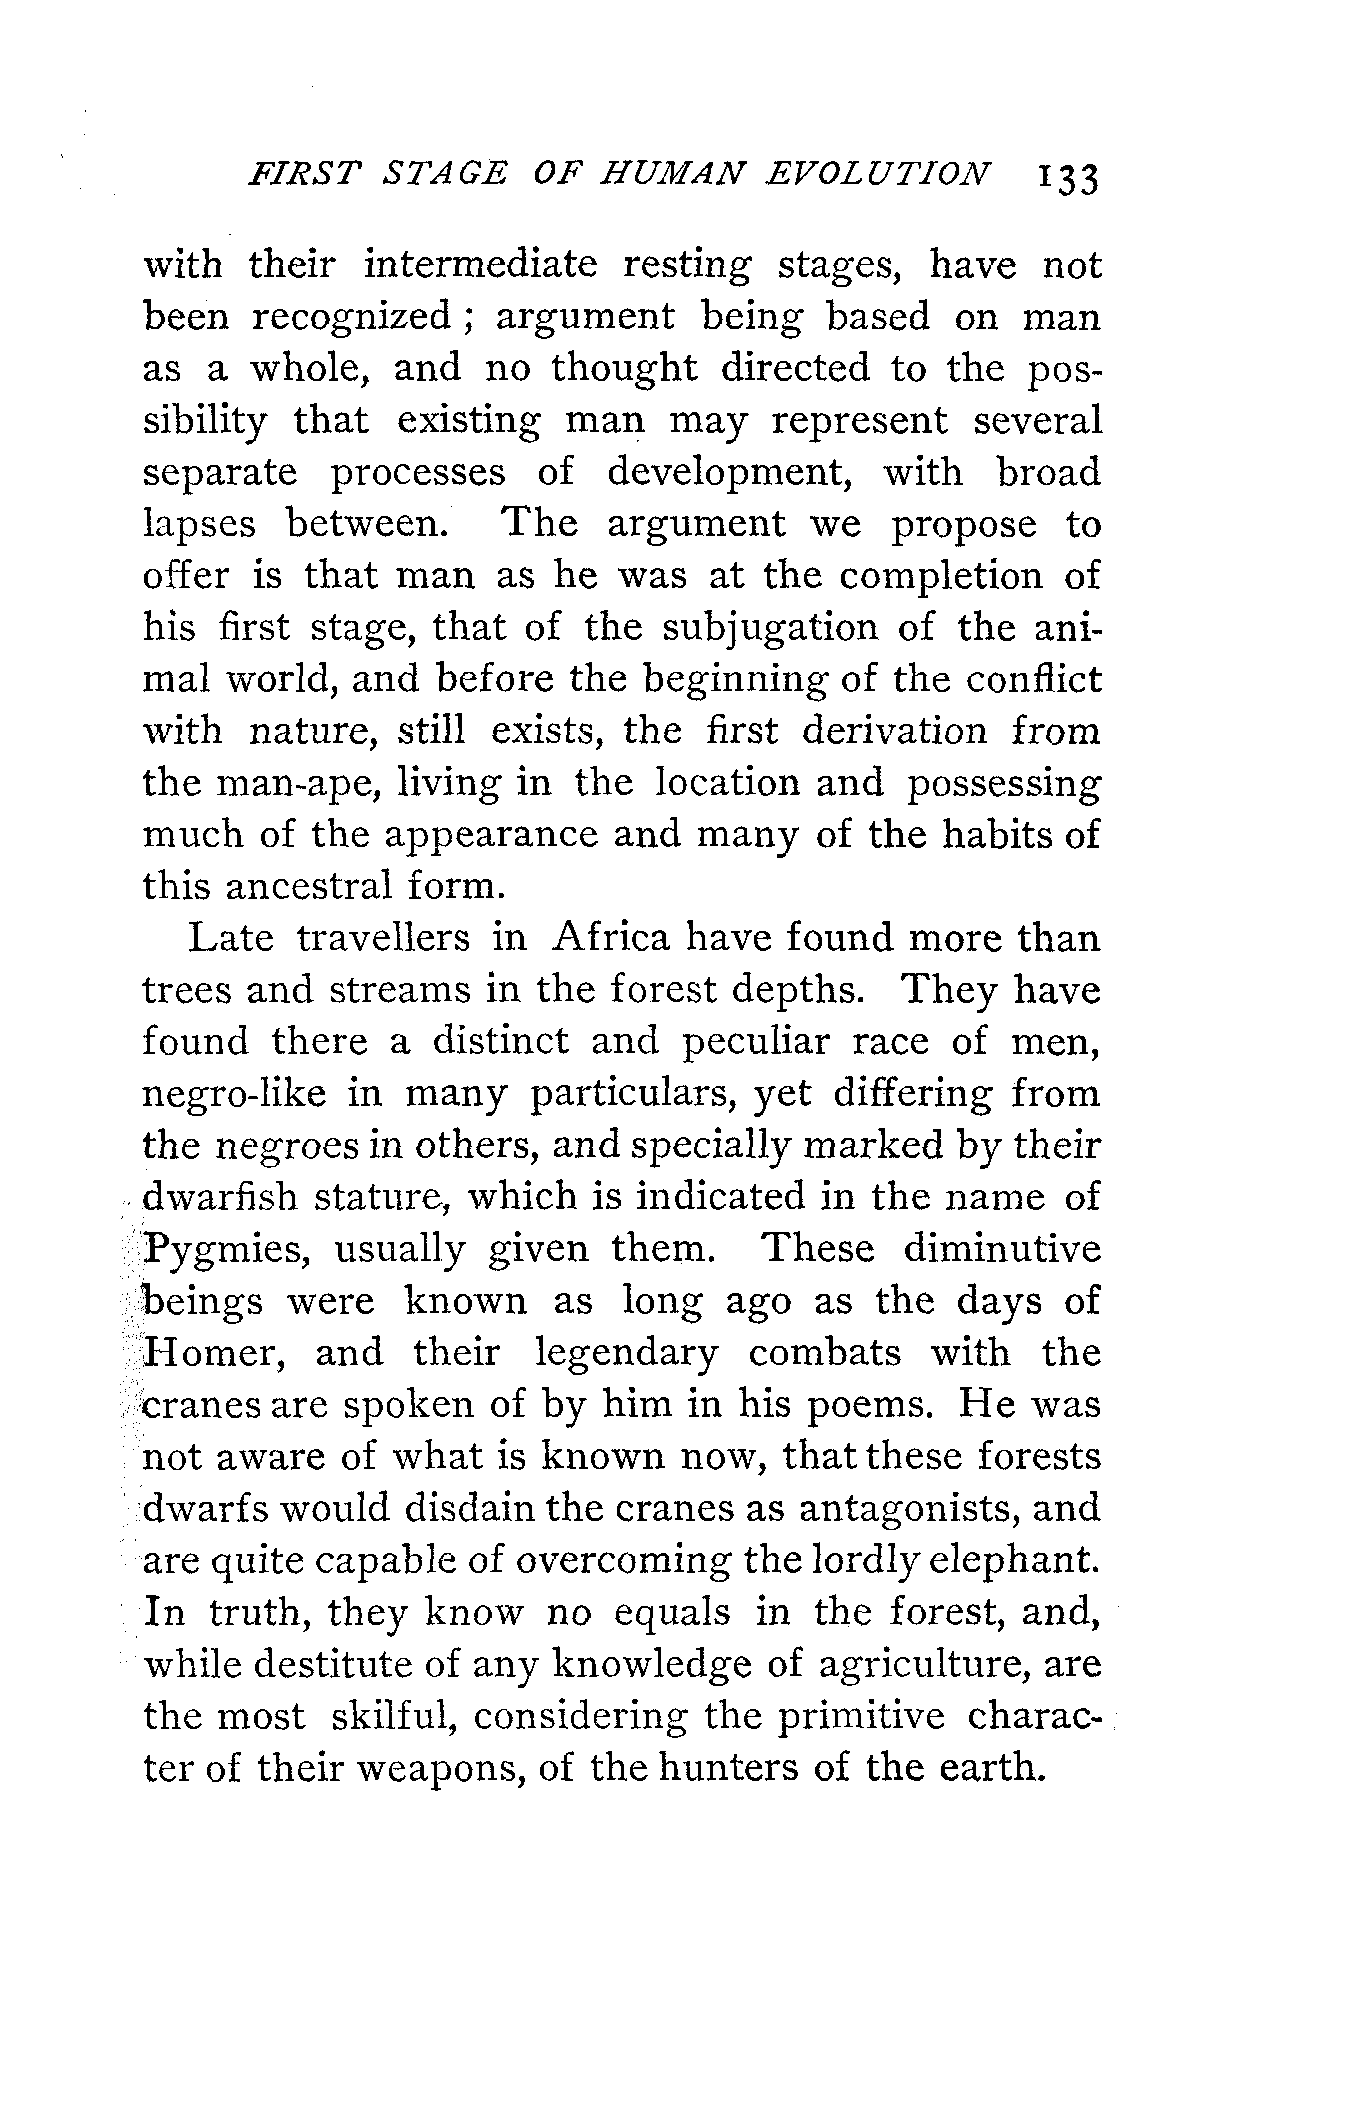 FIRST STAGE OF HUMAN EVOLUTION 133
with their intermediate resting stages, have not
been recognized ; argument being based on man
as a whole, and no thought directed to the pos-
sibility that existing man may represent several
separate processes of development, with broad
lapses between. The argument we propose to
offer is that man as he was at the completion of
his first stage, that of the subjugation of the ani-
mal world, and before the beginning of the conflict
with nature, still exists, the first derivation from
the man-ape, living in the location and possessing
much of the appearance and many of the habits of
this ancestral form.
Late travellers in Africa have found more than
trees and streams in the forest depths. They have
found there a distinct and peculiar race of men,
negro-like in many particulars, yet differing from
the negroes in others, and specially marked by their
dwarfish stature, which is indicated in the name of
Pygmies, usually given them. These diminutive
beings were known as long ago as the days of
Homer, and their legendary combats with the
cranes are spoken of by him in his poems. He was
not aware of what is known now, that these forests
dwarfs would disdain the cranes as antagonists, and
are quite capable of overcoming the lordly elephant.
In truth, they know no equals in the forest, and,
while destitute of any knowledge of agriculture, are
the most skilful, considering the primitive charac-
ter of their weapons, of the hunters of the earth.